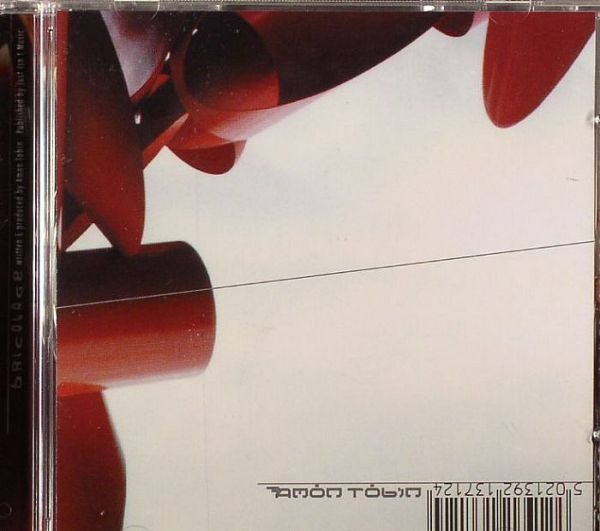 BRICOLAGE
written & produced by Amon Tobin Published by Just Isn't Music
AMON TOBIN
5 021392 137124